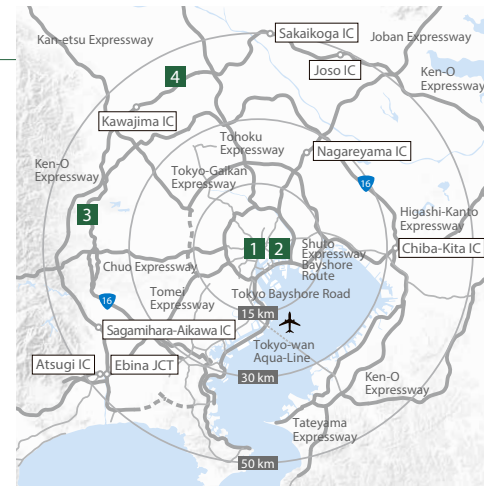 Sakaikoga IC
Kan-etsu Expressway
Joban Expressway
Joso IC
4
Ken-O
Expressway
Kawajima IC
Tohoku
Expressway
Nagareyama IC
Ken-O
Expressway
Tokyo-Gaikan
Expressway
16
3
Higashi-Kanto
Expressway
1
2
Shuto
Expressway
Bayshore
Route
Chiba-Kita IC
Chuo Expressway
16
Tomei
Expressway
Tokyo Bayshore Road
15 km
Sagamihara-Aikawa IC
Tokyo-wan
Aqua-Line
Atsugi IC
Ebina JCT
30 km
Ken-O
Expressway
Tateyama
Expressway
50 km